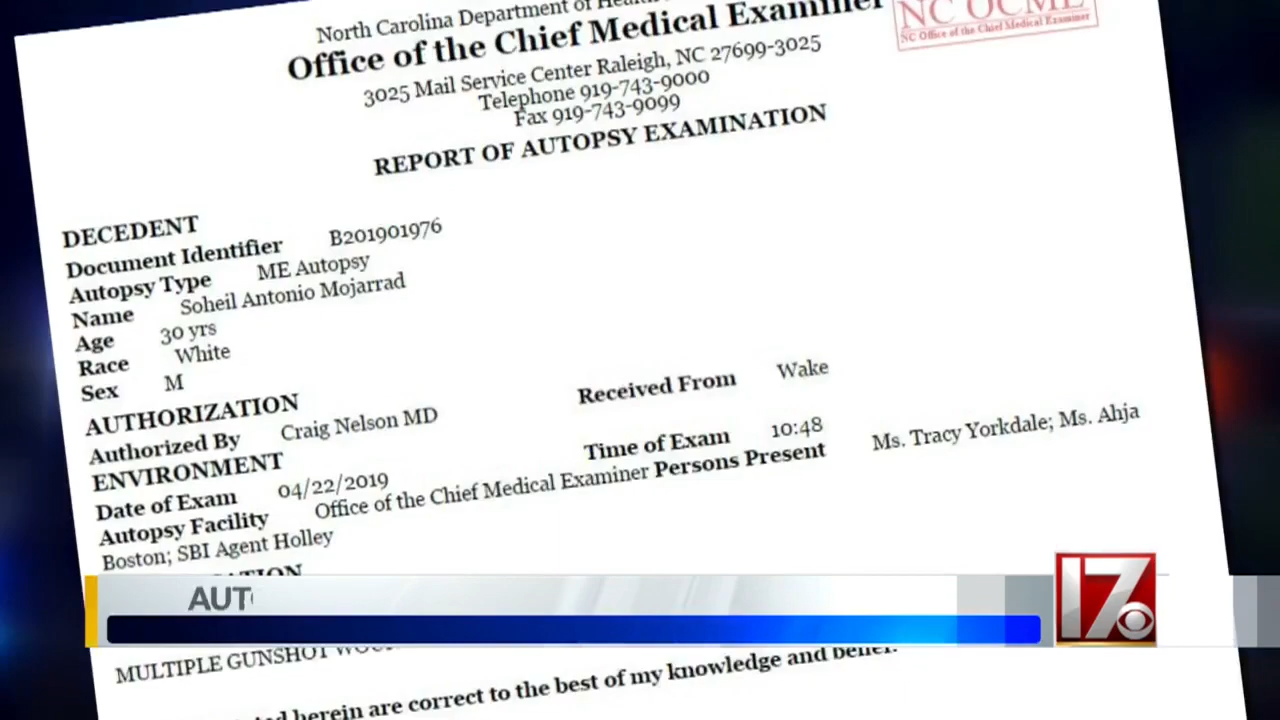 North Carolina Department of
Office of the Chief Medical Examiner
3025 Mail Service Center Raleigh, NC 27699-3025
Telephone 919-743-9000
Fax 919-743-9099
REPORT OF AUTOPSY EXAMINATION
NC OCME
NC Office of the Chief Medical Examiner
DECEDENT
Document Identifier B201901976
Autopsy Type ME Autopsy
Name Soheil Antonio Mojarrad
Age 30 yrs
Race White
Sex M
AUTHORIZATION
Authorized By Craig Nelson MD Received From Wake
ENVIRONMENT
Date of Exam 04/22/2019 Time of Exam 10:48
Autopsy Facility Office of the Chief Medical Examiner Persons Present Ms. Tracy Yorkdale; Ms. Ahja
Boston; SBI Agent Holley
AUT
17
MULTIPLE GUNSHOT
herein are correct to the best of my knowledge and belief.